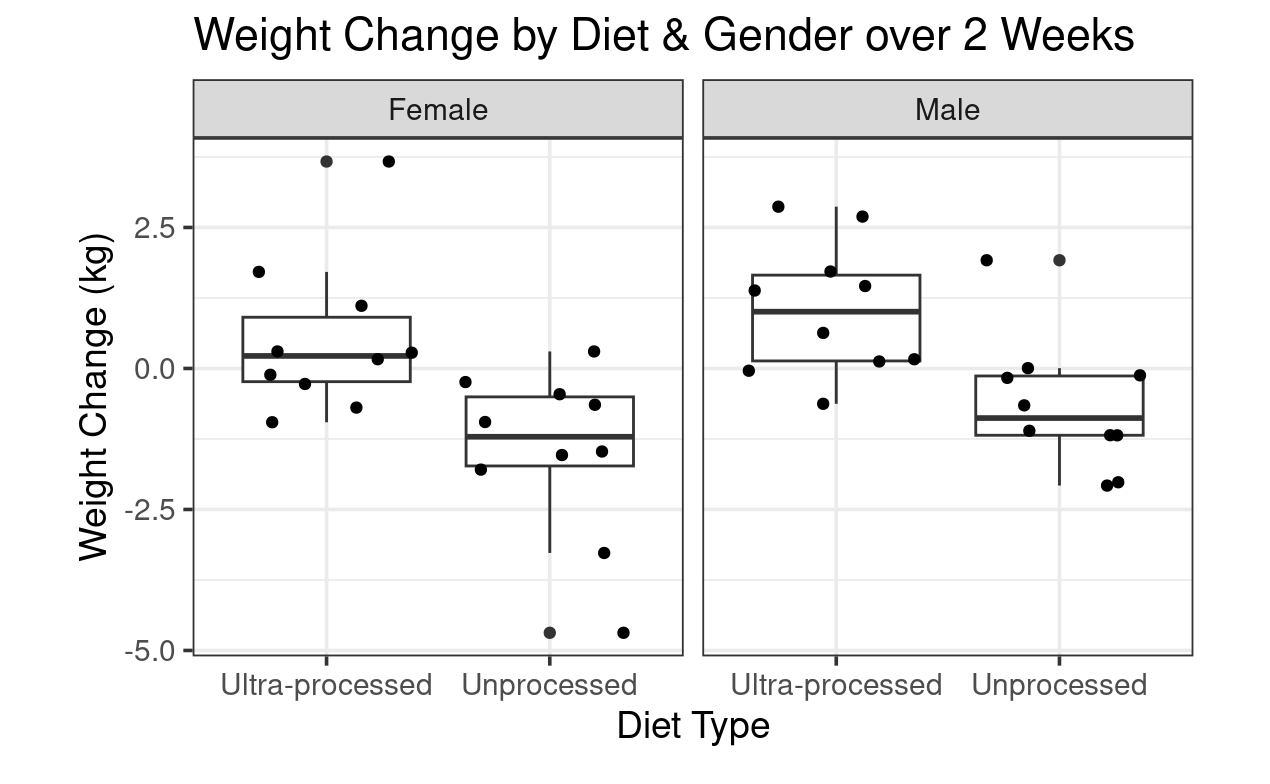 Weight Change by Diet & Gender over 2 Weeks
Female
Male
Weight Change (kg)
2.5
0.0
-2.5
-5.0
Ultra-processed
Unprocessed
Ultra-processed
Unprocessed
Diet Type